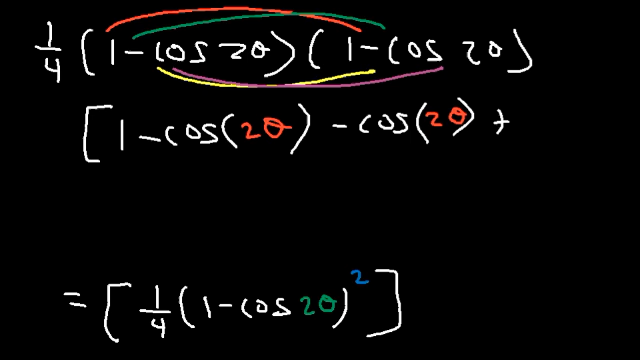 1/4 (1 - cos 2θ)(1 - cos 2θ)
[1 - cos(2θ) - cos(2θ) +
= [1/4 (1 - cos 2θ)²]